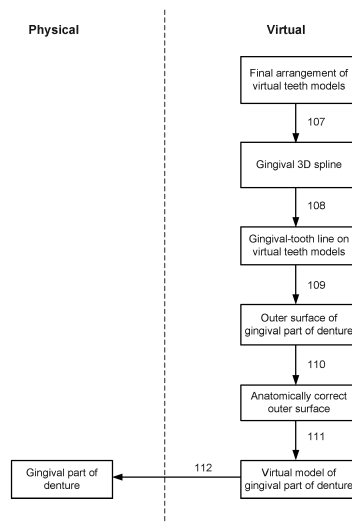 Physical
Virtual
Final arrangement of
virtual teeth models
107
Gingival 3D spline
108
Gingival-tooth line on
virtual teeth models
109
Outer surface of
gingival part of denture
110
Anatomically correct
outer surface
111
Gingival part of
denture
112
Virtual model of
gingival part of denture